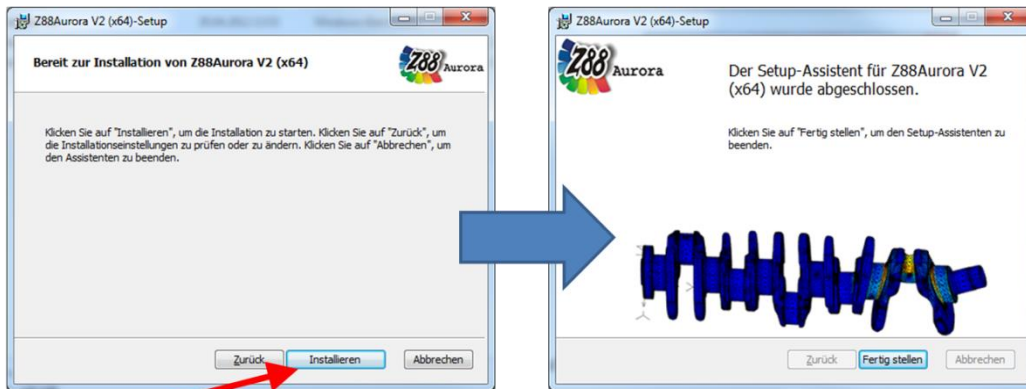 Z88Aurora V2 (x64)-Setup
Bereit zur Installation von Z88Aurora V2 (x64)
Z88 Aurora
Klicken Sie auf "Installieren", um die Installation zu starten. Klicken Sie auf "Zurück", um
die Installationseinstellungen zu prüfen oder zu ändern. Klicken Sie auf "Abbrechen", um
den Assistenten zu beenden.
Zurück Installieren Abbrechen
Z88Aurora V2 (x64)-Setup
Z88 Aurora
Der Setup-Assistent für Z88Aurora V2
(x64) wurde abgeschlossen.
Klicken Sie auf "Fertig stellen", um den Setup-Assistenten zu
beenden.
Zurück Fertig stellen Abbrechen